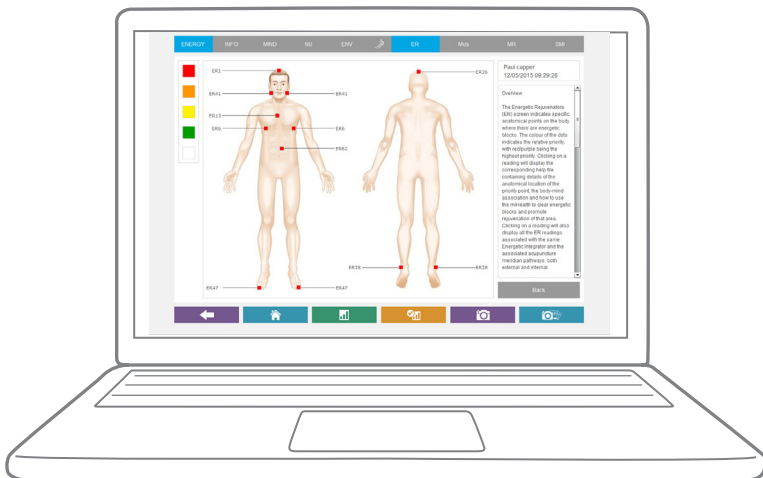 ENERGY INFO MIND NU ENV ER Mus MR SMI
ER1
ER41 ER41
ER13
ER6 ER6
ER62
ER47 ER47
ER26
ER26 ER26
Paul capper
12/05/2015 09:29:26
Overview
The Energetic Rejuvenators
(ER) screen indicates specific
anatomical points on the body
where there are energetic
blocks. The colour of the dots
indicates the relative priority,
with red/purple being the
highest priority. Clicking on a
reading will display the
corresponding help file
containing details of the
anatomical location of the
priority point, the body-mind
association and how to use
the mihealth to clear energetic
blocks and promote
rejuvenation of that area.
Clicking on a reading will also
display all the ER readings
associated with the same
Energetic Integrator and the
associated acupuncture
meridian pathways, both
external and internal.
Back